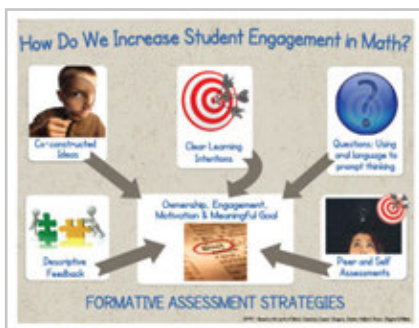 How Do We Increase Student Engagement in Math?
Co-constructed
Ideas
Clear Learning
Intentions
Questions: Using
oral language to
prompt thinking
Ownership, Engagement,
Motivation & Meaningful Goal
Descriptive
Feedback
Peer and Self
Assessments
FORMATIVE ASSESSMENT STRATEGIES